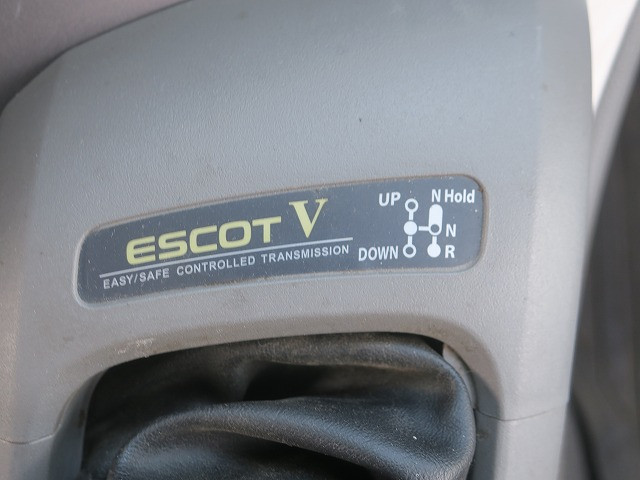 ESCOT V
EASY/SAFE CONTROLLED TRANSMISSION
UP N Hold
N
DOWN R